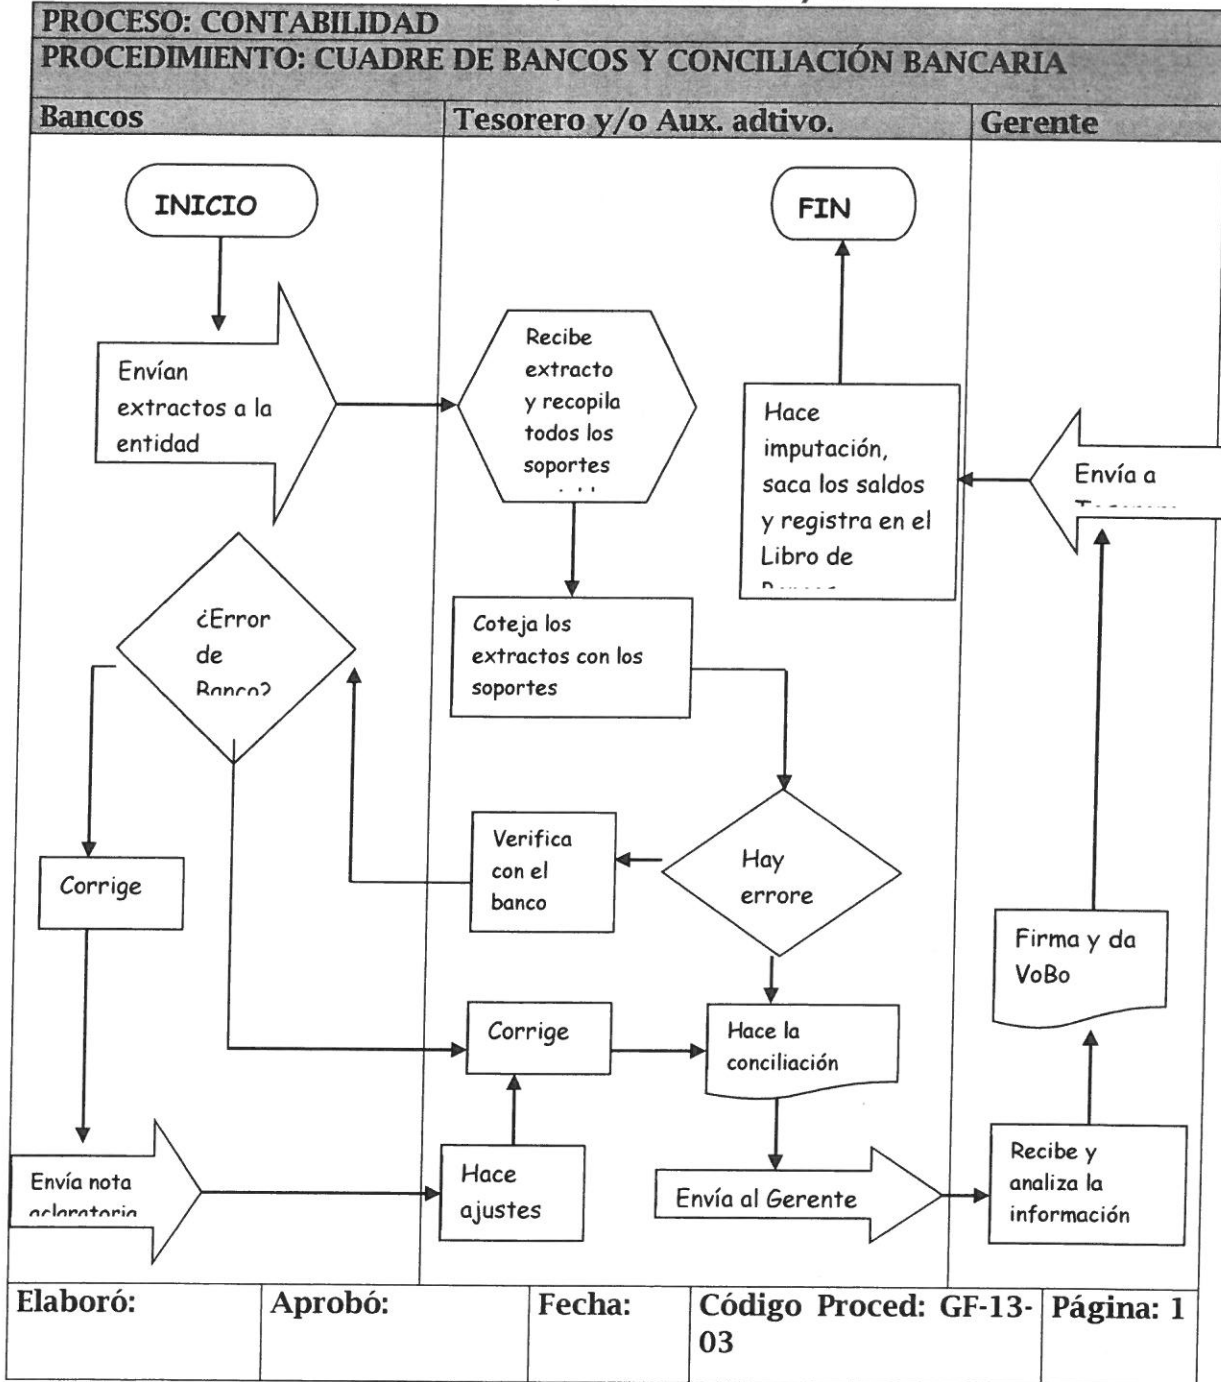 PROCESO: CONTABILIDAD
PROCEDIMIENTO: CUADRE DE BANCOS Y CONCILIACIÓN BANCARIA
Bancos
Tesorero y/o Aux. adtivo.
Gerente
INICIO
FIN
Envían
extractos a la
entidad
Recibe
extracto
y recopila
todos los
soportes
Hace
imputación,
saca los saldos
y registra en el
Libro de
Envía a
¿Error
de
Banco?
Coteja los
extractos con los
soportes
Verifica
con el
banco
Hay
errore
Corrige
Firma y da
VoBo
Corrige
Hace la
conciliación
Envía nota
aclaratoria
Hace
ajustes
Envía al Gerente
Recibe y
analiza la
información
Elaboró:
Aprobó:
Fecha:
Código Proced: GF-13-
03
Página: 1